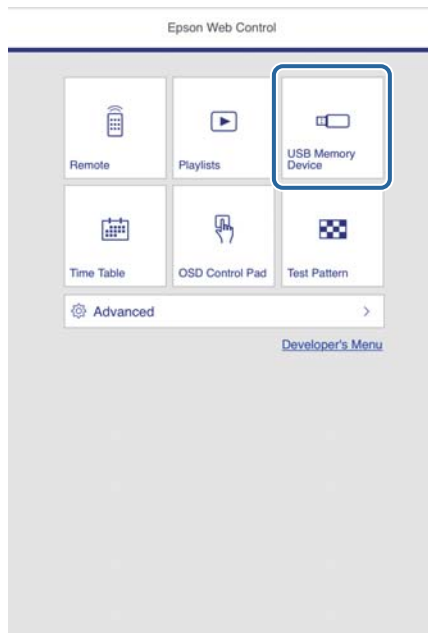 Epson Web Control
Remote
Playlists
USB Memory
Device
Time Table
OSD Control Pad
Test Pattern
Advanced
Developer's Menu